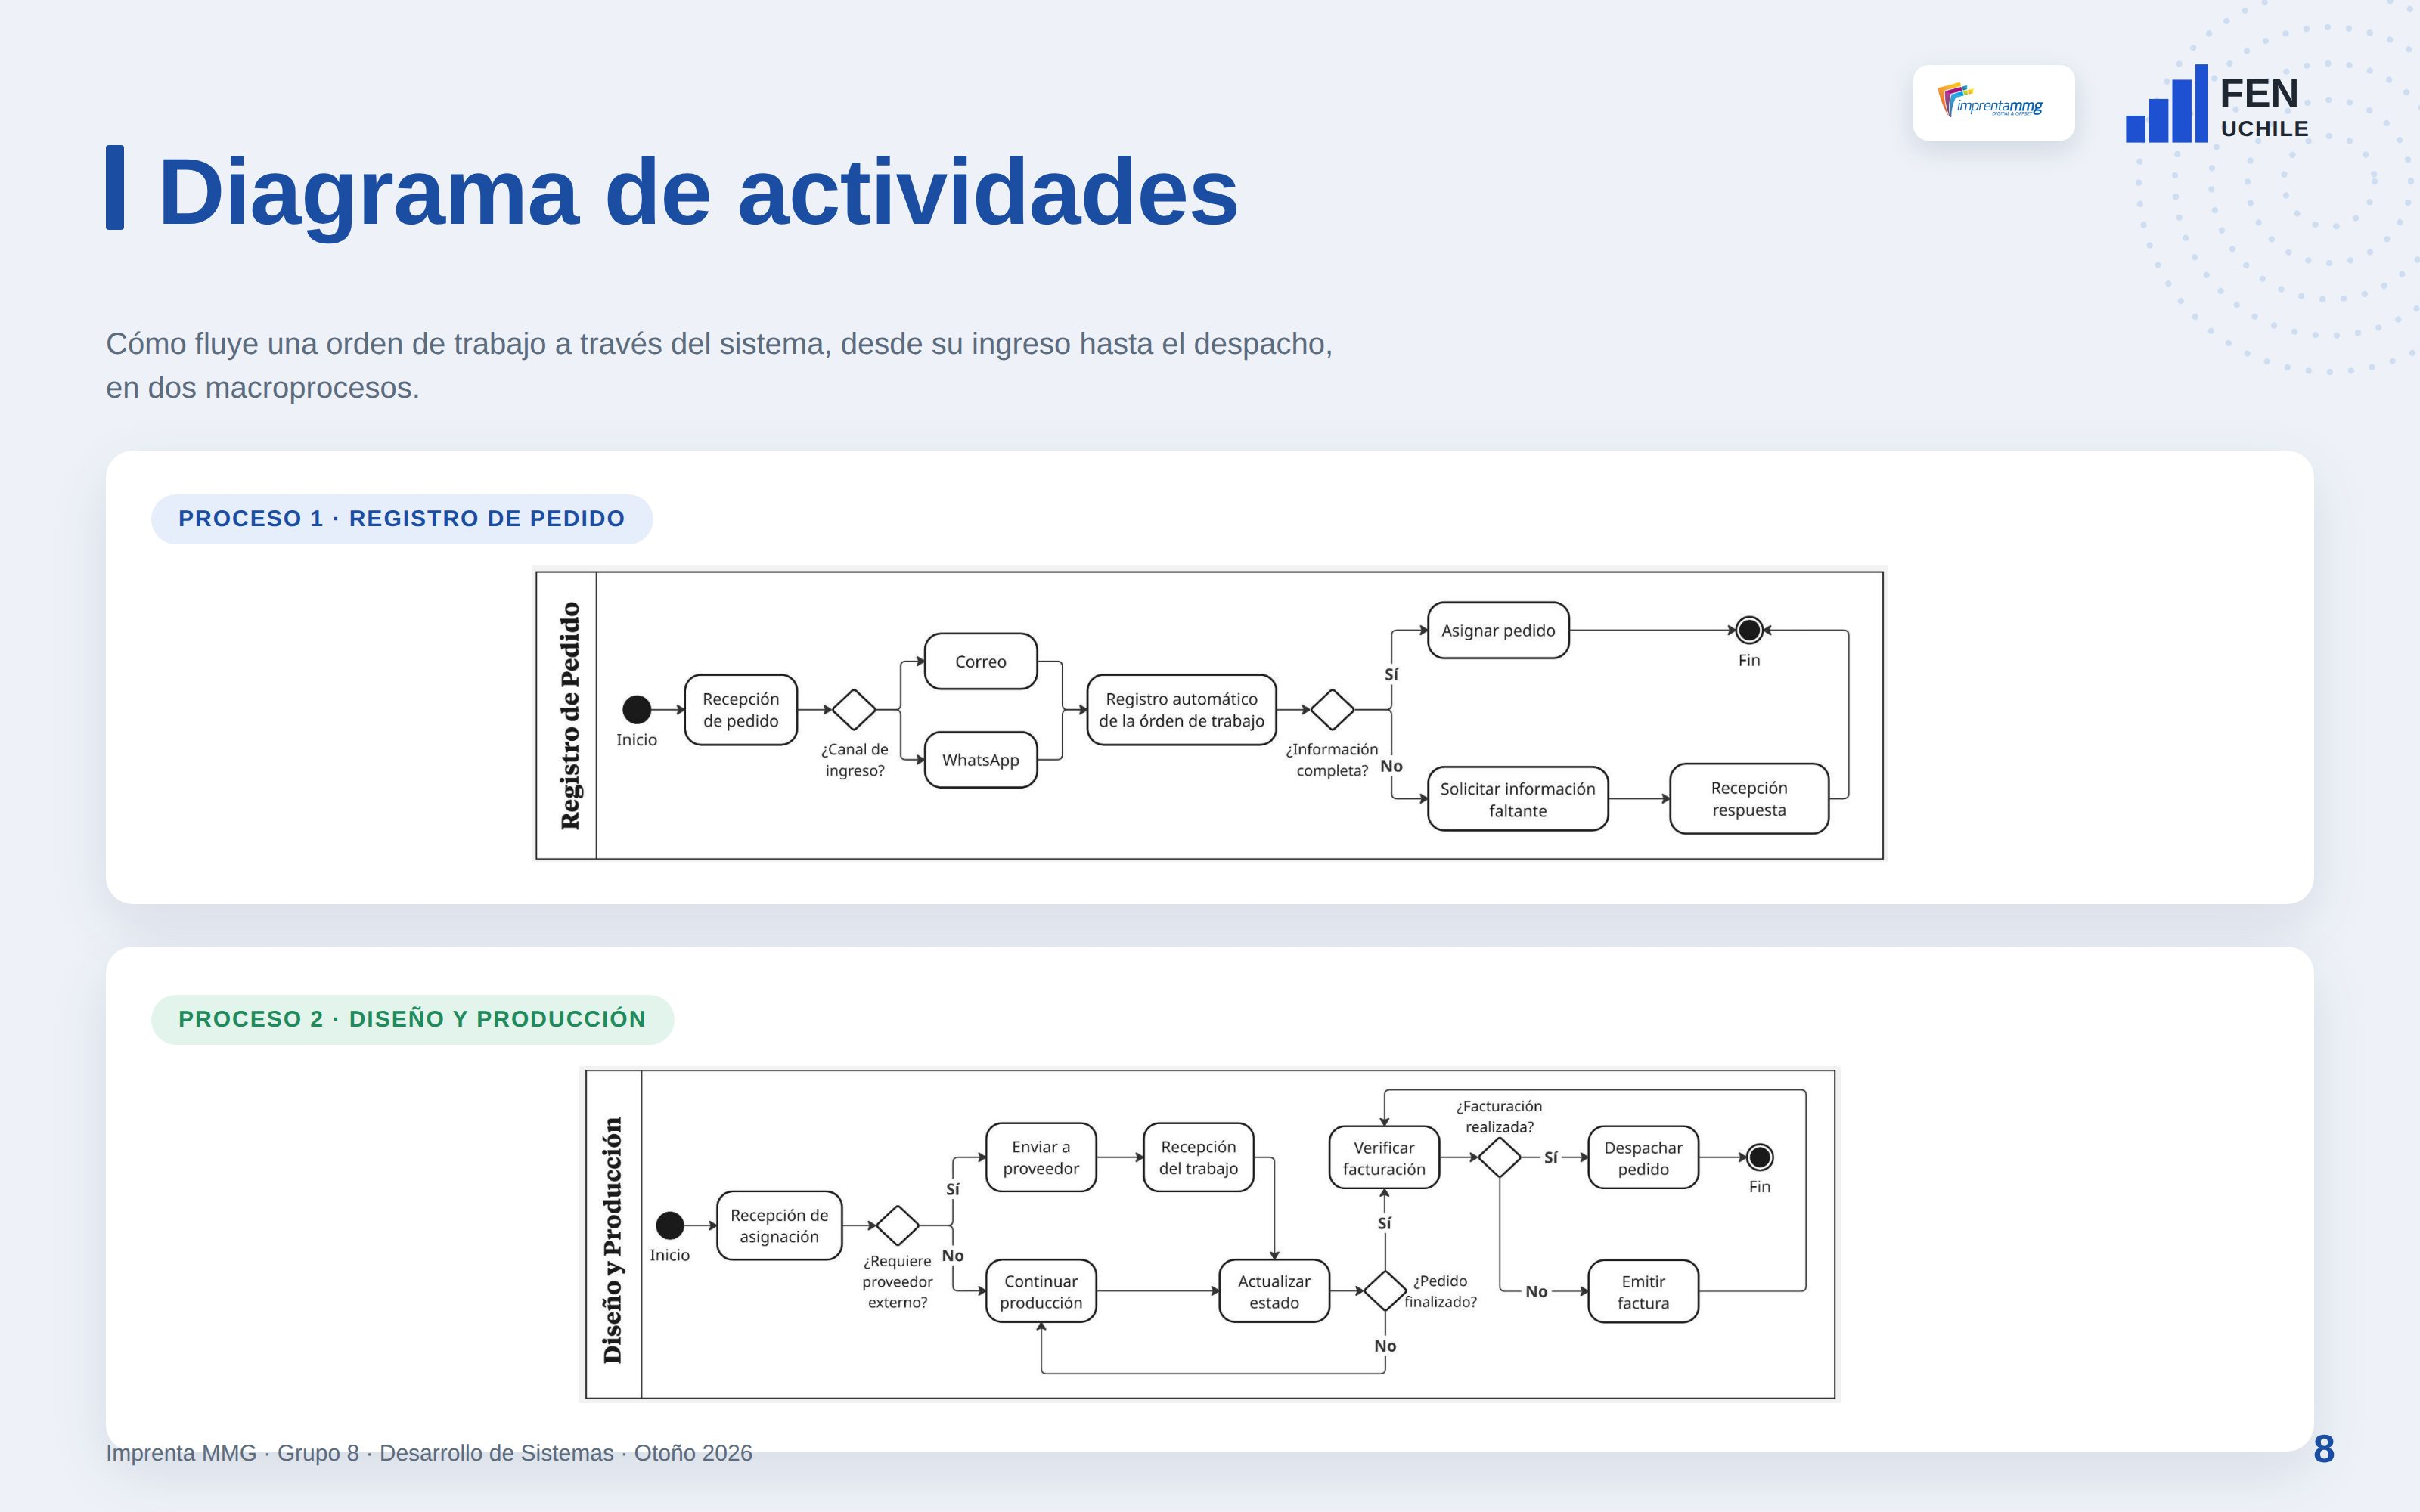 imprentammg
DIGITAL & OFFSET
FEN
UCHILE
Diagrama de actividades
Cómo fluye una orden de trabajo a través del sistema, desde su ingreso hasta el despacho,
en dos macroprocesos.
PROCESO 1 · REGISTRO DE PEDIDO
Registro de Pedido
Inicio
Recepción
de pedido
¿Canal de
ingreso?
Correo
WhatsApp
Registro automático
de la órden de trabajo
¿Información
completa?
Sí
No
Asignar pedido
Fin
Solicitar información
faltante
Recepción
respuesta
PROCESO 2 · DISEÑO Y PRODUCCIÓN
Diseño y Producción
Inicio
Recepción de
asignación
¿Requiere
proveedor
externo?
Sí
No
Enviar a
proveedor
Recepción
del trabajo
Continuar
producción
Actualizar
estado
¿Pedido
finalizado?
Sí
No
Verificar
facturación
¿Facturación
realizada?
Sí
No
Despachar
pedido
Fin
Emitir
factura
Imprenta MMG · Grupo 8 · Desarrollo de Sistemas · Otoño 2026
8